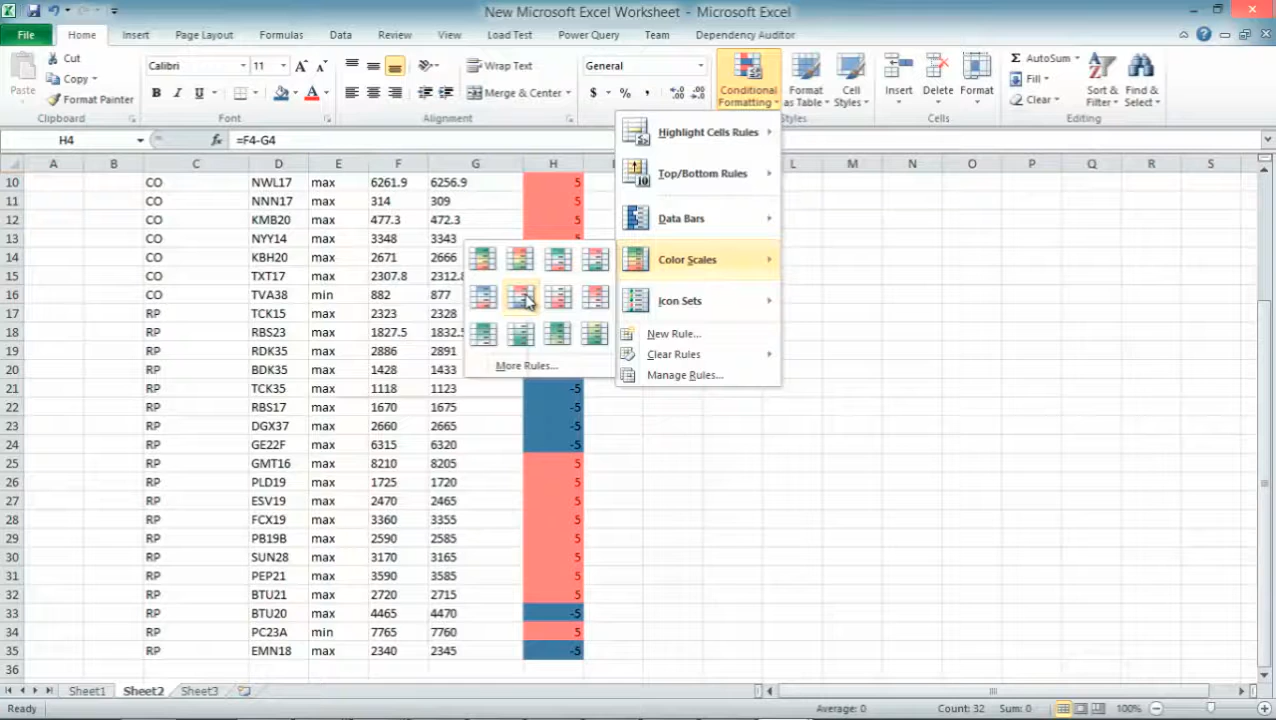 New Microsoft Excel Worksheet - Microsoft Excel
File Home Insert Page Layout Formulas Data Review View Load Test Power Query Team Dependency Auditor
Paste
Cut
Copy
Format Painter
Clipboard
Calibri 11
B I U
Font
Wrap Text
Merge & Center
Alignment
General
$ % ,
Conditional Formatting
Format as Table
Cell Styles
Styles
Insert Delete Format
Cells
AutoSum
Fill
Clear
Sort & Filter
Find & Select
Editing
H4 fx =F4-G4
Highlight Cells Rules
Top/Bottom Rules
Data Bars
Color Scales
Icon Sets
New Rule...
Clear Rules
Manage Rules...
More Rules...
A B C D E F G H L M N O P Q R S
10 CO NWL17 max 6261.9 6256.9 5
11 CO NNN17 max 314 309 5
12 CO KMB20 max 477.3 472.3 5
13 CO NYY14 max 3348 3343 5
14 CO KBH20 max 2671 2666
15 CO TXT17 max 2307.8 2312.8
16 CO TVA38 min 882 877
17 RP TCK15 max 2323 2328
18 RP RBS23 max 1827.5 1832.5
19 RP RDK35 max 2886 2891
20 RP BDK35 max 1428 1433
21 RP TCK35 max 1118 1123 -5
22 RP RBS17 max 1670 1675 -5
23 RP DGX37 max 2660 2665 -5
24 RP GE22F max 6315 6320 -5
25 RP GMT16 max 8210 8205 5
26 RP PLD19 max 1725 1720 5
27 RP ESV19 max 2470 2465 5
28 RP FCX19 max 3360 3355 5
29 RP PB19B max 2590 2585 5
30 RP SUN28 max 3170 3165 5
31 RP PEP21 max 3590 3585 5
32 RP BTU21 max 2720 2715 5
33 RP BTU20 max 4465 4470 -5
34 RP PC23A min 7765 7760 5
35 RP EMN18 max 2340 2345 -5
36
Sheet1 Sheet2 Sheet3
Ready Average: 0 Count: 32 Sum: 0 100%